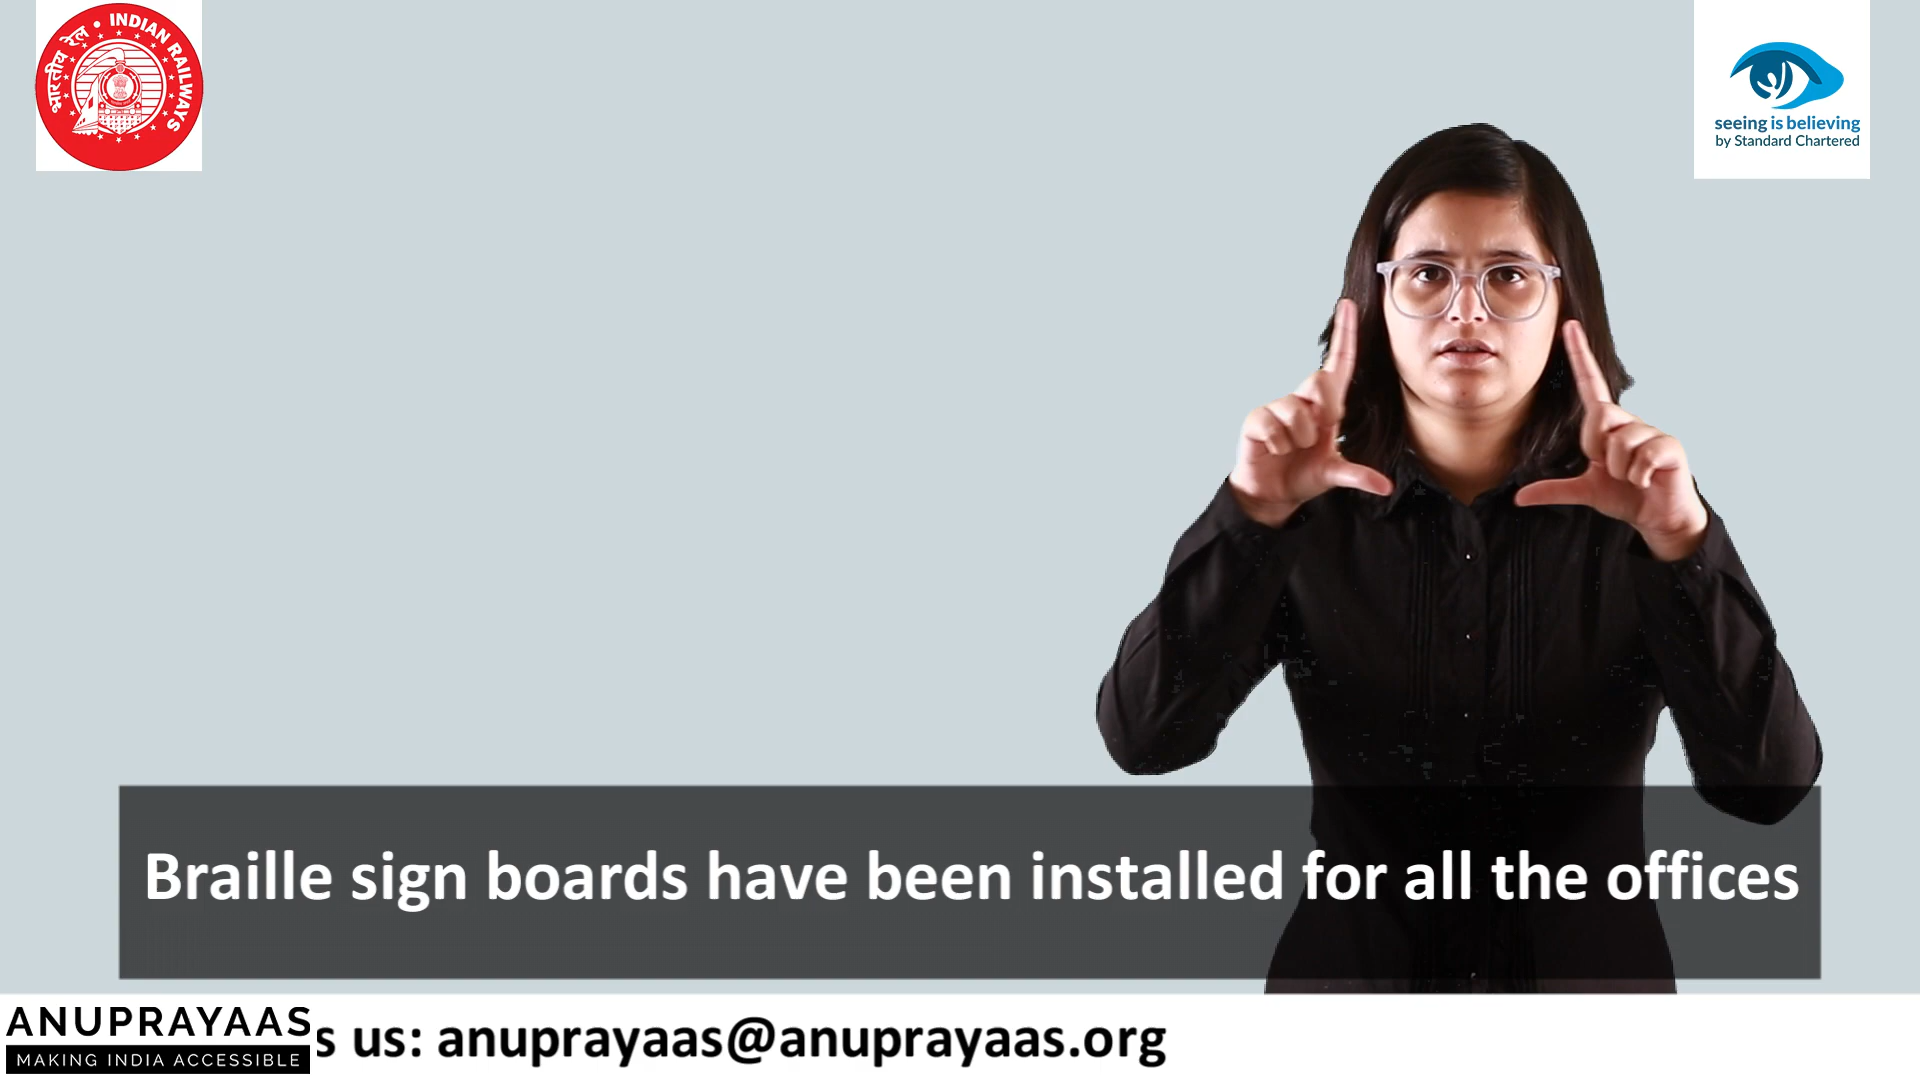 भारतीय रेल • INDIAN RAILWAYS
seeing is believing
by Standard Chartered
Braille sign boards have been installed for all the offices
ANUPRAYAAS
MAKING INDIA ACCESSIBLE
s us: anuprayaas@anuprayaas.org